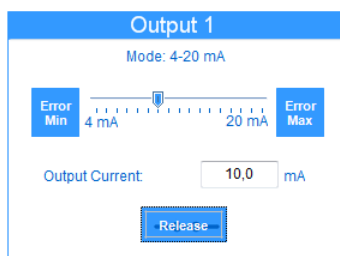 Output 1
Mode: 4-20 mA
Error Min
Error Max
4 mA
20 mA
Output Current: 10,0 mA
Release